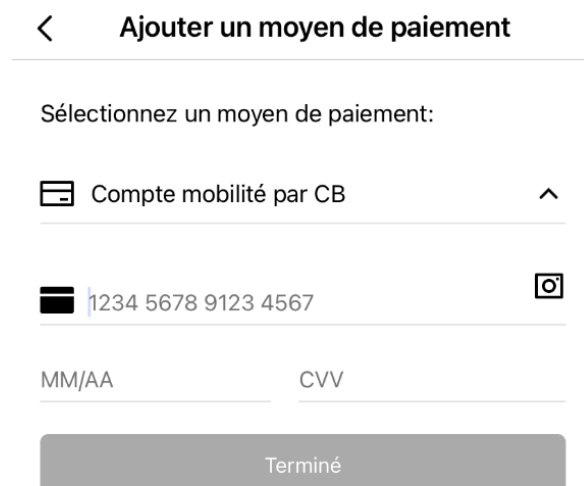 Ajouter un moyen de paiement
Sélectionnez un moyen de paiement:
Compte mobilité par CB
1234 5678 9123 4567
MM/AA CVV
Terminé